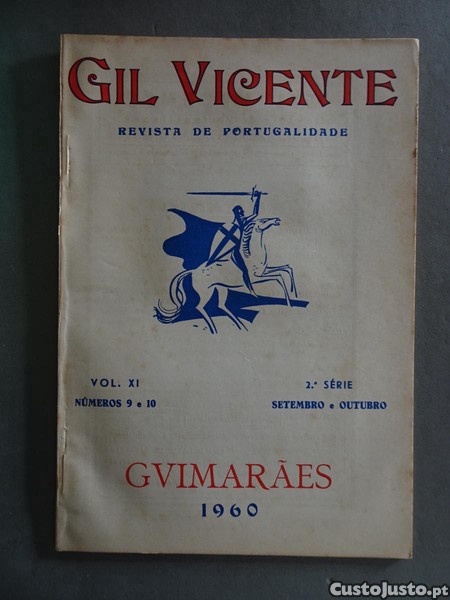 GIL VICENTE
REVISTA DE PORTUGALIDADE
VOL. XI
NÚMEROS 9 e 10
2.ª SÉRIE
SETEMBRO e OUTUBRO
GVIMARÃES
1960
CustoJusto.pt